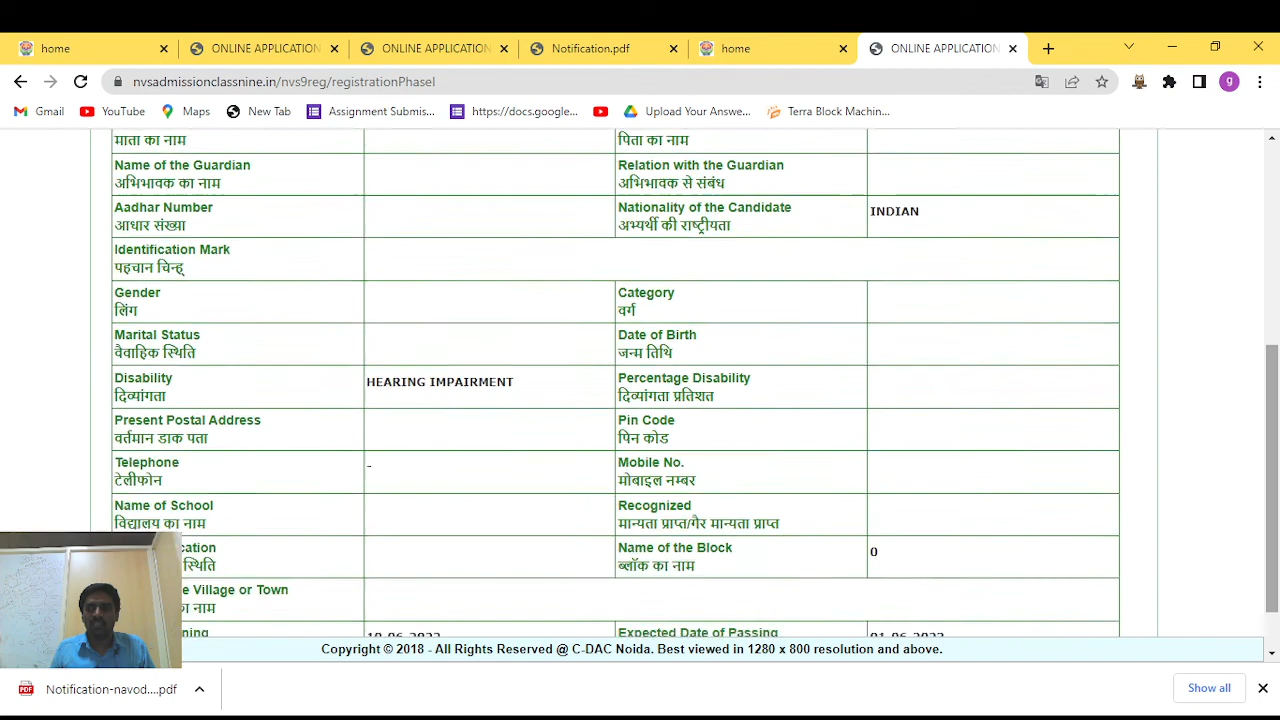 home
ONLINE APPLICATION
ONLINE APPLICATION
Notification.pdf
home
ONLINE APPLICATION
nvsadmissionclassnine.in/nvs9reg/registrationPhaseI
g
Gmail
YouTube
Maps
New Tab
Assignment Submis...
https://docs.google...
Upload Your Answe...
Terra Block Machin...
माता का नाम
पिता का नाम
Name of the Guardian
अभिभावक का नाम
Relation with the Guardian
अभिभावक से संबंध
Aadhar Number
आधार संख्या
Nationality of the Candidate
अभ्यर्थी की राष्ट्रीयता
INDIAN
Identification Mark
पहचान चिन्ह्
Gender
लिंग
Category
वर्ग
Marital Status
वैवाहिक स्थिति
Date of Birth
जन्म तिथि
Disability
दिव्यांगता
HEARING IMPAIRMENT
Percentage Disability
दिव्यांगता प्रतिशत
Present Postal Address
वर्तमान डाक पता
Pin Code
पिन कोड
Telephone
टेलीफोन
-
Mobile No.
मोबाइल नम्बर
Name of School
विद्यालय का नाम
Recognized
मान्यता प्राप्त/गैर मान्यता प्राप्त
स्थिति
Name of the Block
ब्लॉक का नाम
0
Village or Town
का नाम
Expected Date of Passing
Copyright © 2018 - All Rights Reserved @ C-DAC Noida. Best viewed in 1280 x 800 resolution and above.
Notification-navod....pdf
Show all